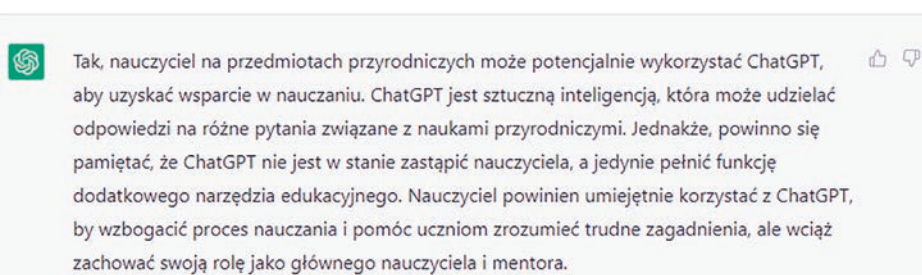 Tak, nauczyciel na przedmiotach przyrodniczych może potencjalnie wykorzystać ChatGPT,
aby uzyskać wsparcie w nauczaniu. ChatGPT jest sztuczną inteligencją, która może udzielać
odpowiedzi na różne pytania związane z naukami przyrodniczymi. Jednakże, powinno się
pamiętać, że ChatGPT nie jest w stanie zastąpić nauczyciela, a jedynie pełnić funkcję
dodatkowego narzędzia edukacyjnego. Nauczyciel powinien umiejętnie korzystać z ChatGPT,
by wzbogacić proces nauczania i pomóc uczniom zrozumieć trudne zagadnienia, ale wciąż
zachować swoją rolę jako głównego nauczyciela i mentora.